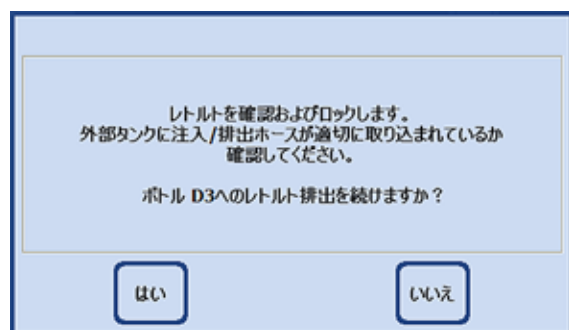 レトルトを確認およびロックします。
外部タンクに注入/排出ホースが適切に取り込まれているか
確認してください。
ボトル D3へのレトルト排出を続けますか？
はい
いいえ